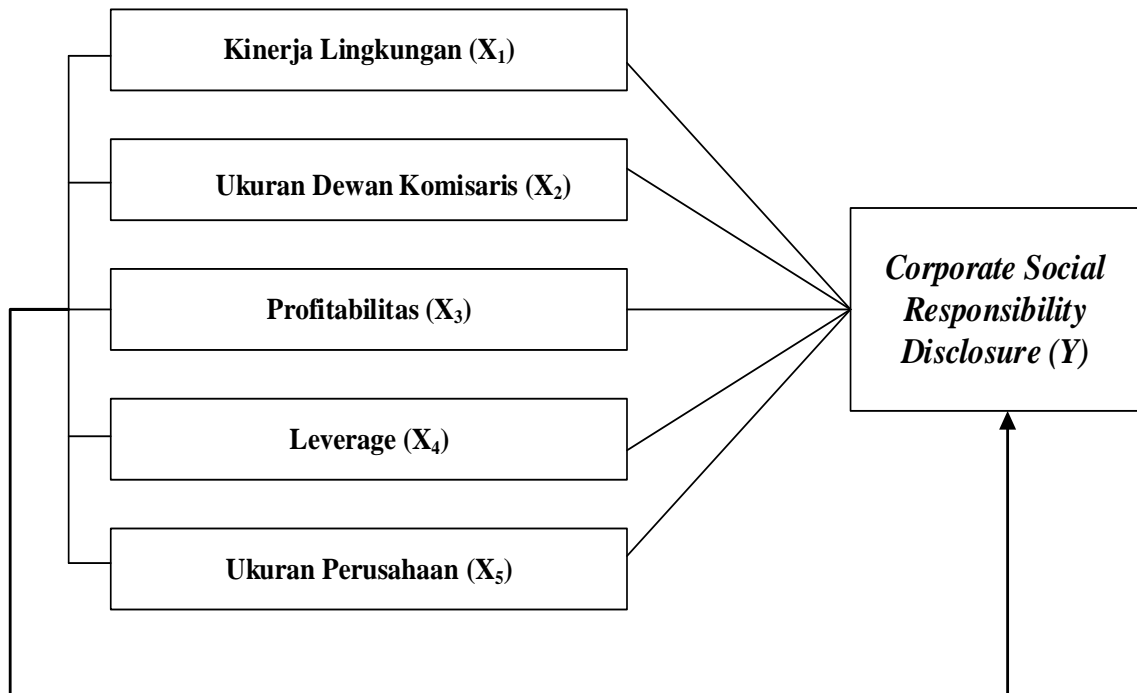 Kinerja Lingkungan (X₁)
Ukuran Dewan Komisaris (X₂)
Profitabilitas (X₃)
Leverage (X₄)
Ukuran Perusahaan (X₅)
Corporate Social
Responsibility
Disclosure (Y)